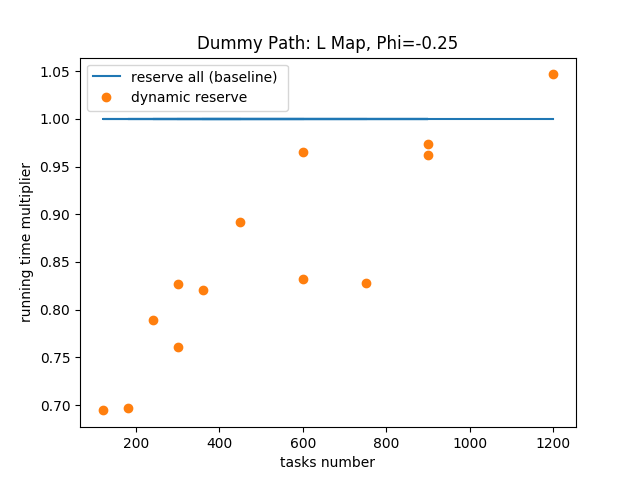 Dummy Path: L Map, Phi=-0.25
reserve all (baseline)
dynamic reserve
1.05
1.00
0.95
0.90
0.85
0.80
0.75
0.70
running time multiplier
200 400 600 800 1000 1200
tasks number